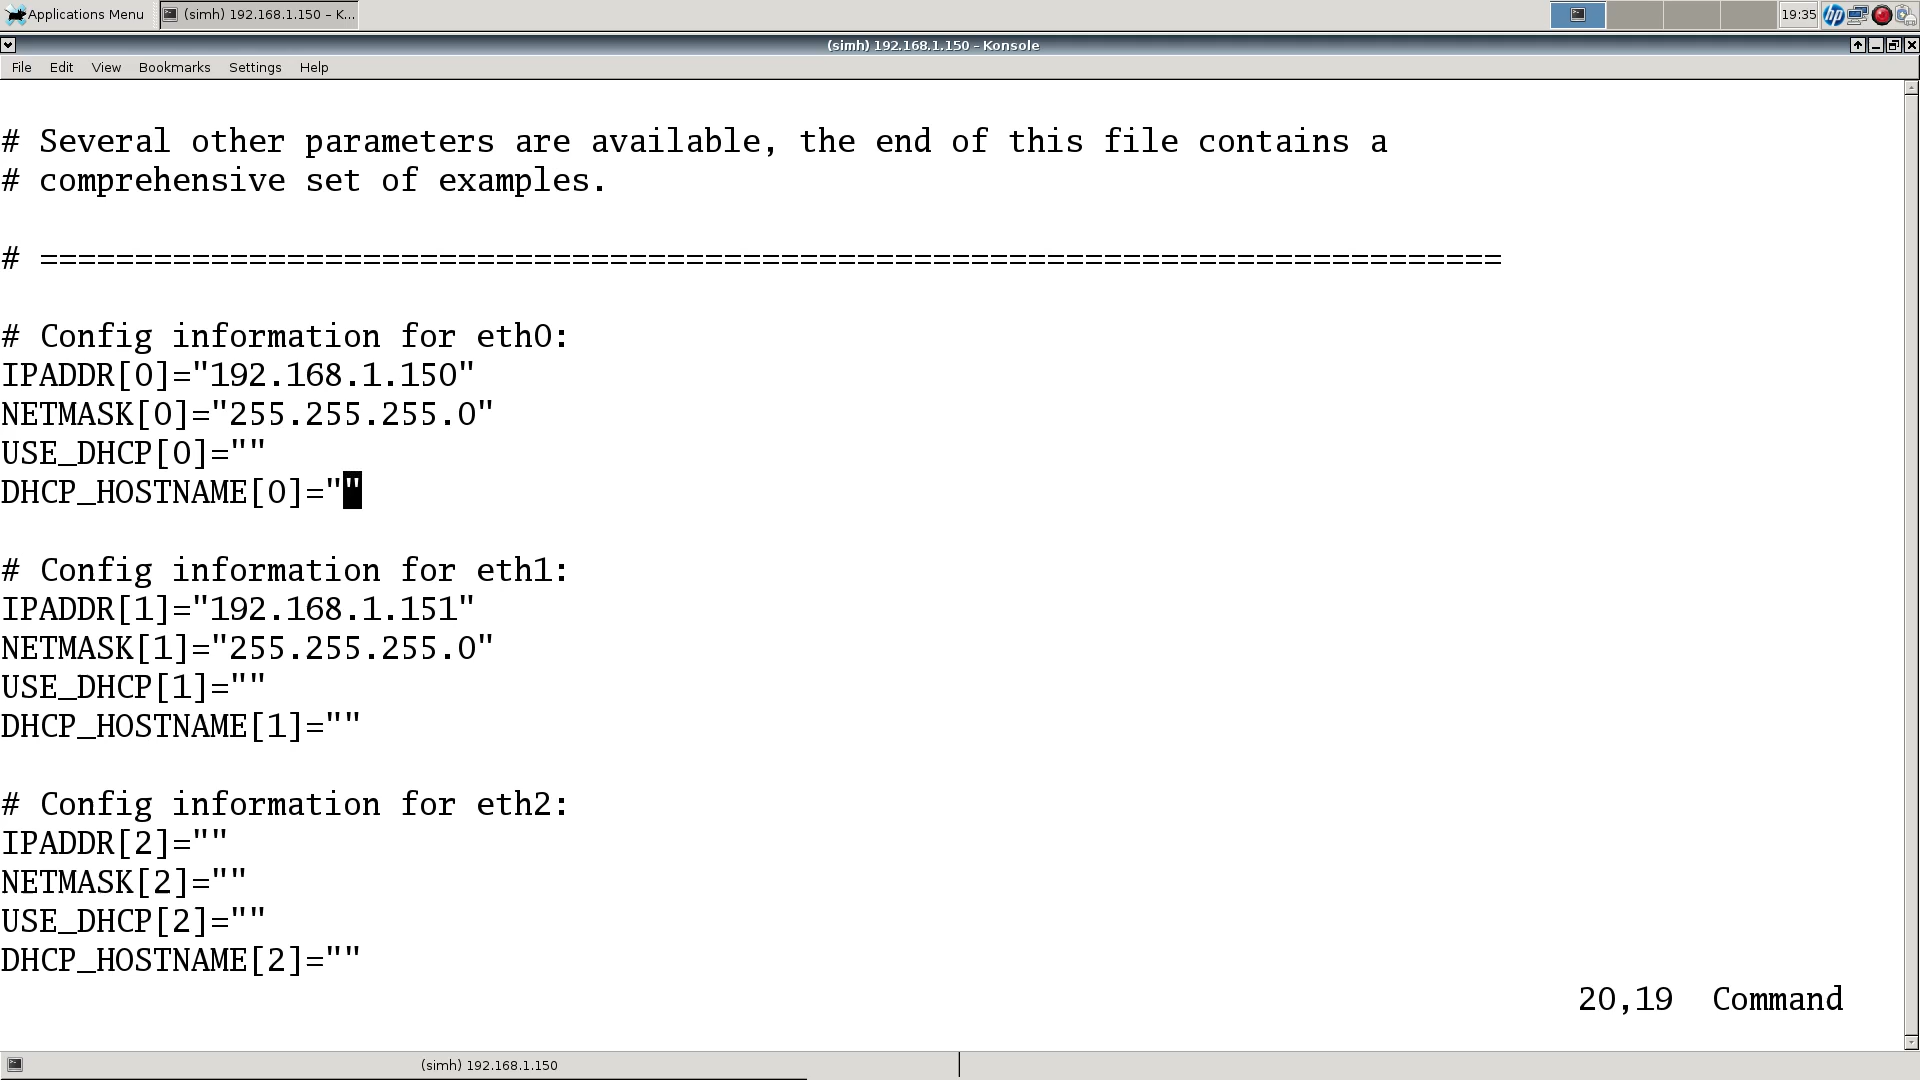 Applications Menu
(simh) 192.168.1.150 – K...
19:35
(simh) 192.168.1.150 – Konsole
File Edit View Bookmarks Settings Help
# Several other parameters are available, the end of this file contains a
# comprehensive set of examples.
# =============================================================================
# Config information for eth0:
IPADDR[0]="192.168.1.150"
NETMASK[0]="255.255.255.0"
USE_DHCP[0]=""
DHCP_HOSTNAME[0]=""
# Config information for eth1:
IPADDR[1]="192.168.1.151"
NETMASK[1]="255.255.255.0"
USE_DHCP[1]=""
DHCP_HOSTNAME[1]=""
# Config information for eth2:
IPADDR[2]=""
NETMASK[2]=""
USE_DHCP[2]=""
DHCP_HOSTNAME[2]=""
20,19 Command
(simh) 192.168.1.150